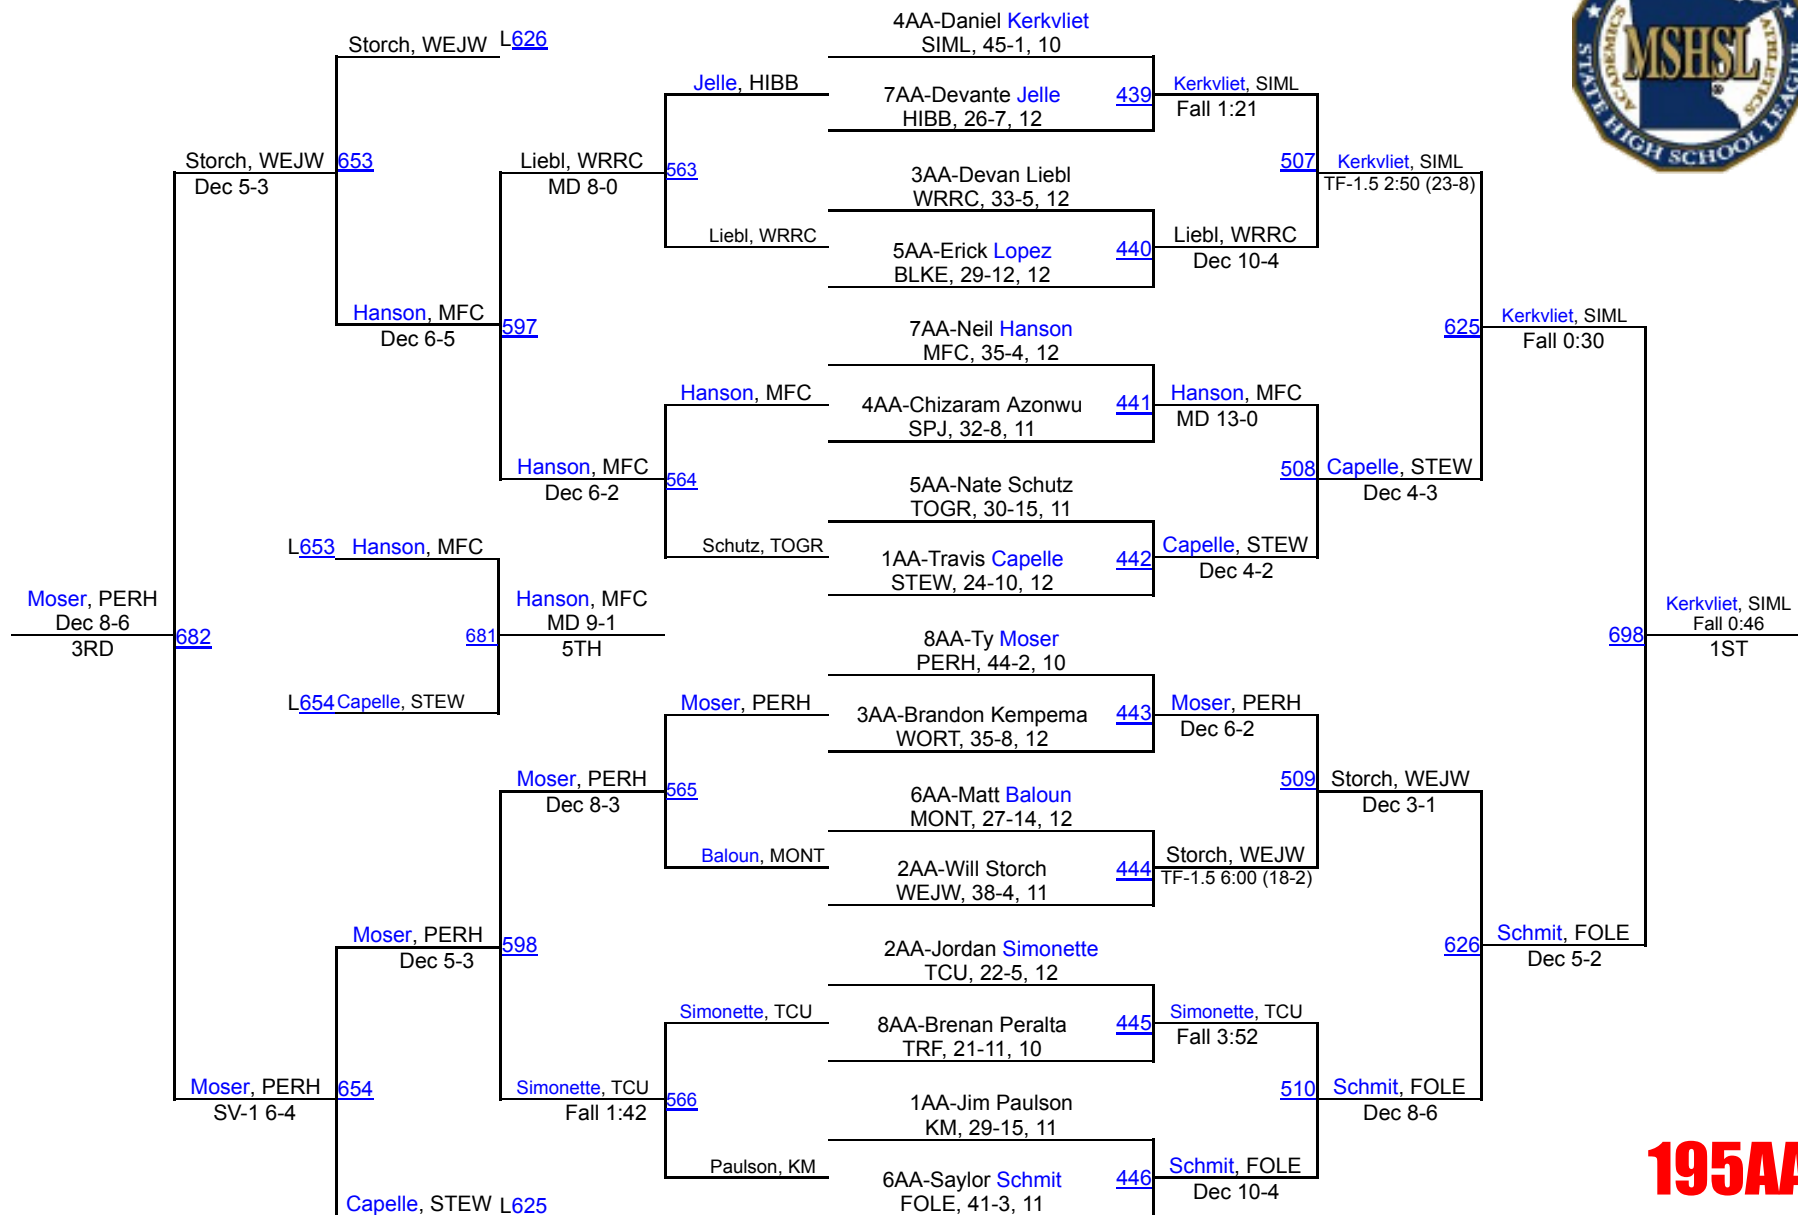 4AA-Daniel Kerkvliet
SIML, 45-1, 10
7AA-Devante Jelle
HIBB, 26-7, 12
3AA-Devan Liebl
WRRC, 33-5, 12
5AA-Erick Lopez
BLKE, 29-12, 12
7AA-Neil Hanson
MFC, 35-4, 12
4AA-Chizaram Azonwu
SPJ, 32-8, 11
5AA-Nate Schutz
TOGR, 30-15, 11
1AA-Travis Capelle
STEW, 24-10, 12
8AA-Ty Moser
PERH, 44-2, 10
3AA-Brandon Kempema
WORT, 35-8, 12
6AA-Matt Baloun
MONT, 27-14, 12
2AA-Will Storch
WEJW, 38-4, 11
2AA-Jordan Simonette
TCU, 22-5, 12
8AA-Brenan Peralta
TRF, 21-11, 10
1AA-Jim Paulson
KM, 29-15, 11
6AA-Saylor Schmit
FOLE, 41-3, 11
439
Kerkvliet, SIML
Fall 1:21
440
Liebl, WRRC
Dec 10-4
441
Hanson, MFC
MD 13-0
442
Capelle, STEW
Dec 4-2
443
Moser, PERH
Dec 6-2
444
Storch, WEJW
TF-1.5 6:00 (18-2)
445
Simonette, TCU
Fall 3:52
446
Schmit, FOLE
Dec 10-4
507
Kerkvliet, SIML
TF-1.5 2:50 (23-8)
508
Capelle, STEW
Dec 4-3
509
Storch, WEJW
Dec 3-1
510
Schmit, FOLE
Dec 8-6
625
Kerkvliet, SIML
Fall 0:30
626
Schmit, FOLE
Dec 5-2
698
Kerkvliet, SIML
Fall 0:46
1ST
Jelle, HIBB
Liebl, WRRC
Hanson, MFC
Schutz, TOGR
Moser, PERH
Baloun, MONT
Simonette, TCU
Paulson, KM
563
Liebl, WRRC
MD 8-0
564
Hanson, MFC
Dec 6-2
565
Moser, PERH
Dec 8-3
566
Simonette, TCU
Fall 1:42
597
Hanson, MFC
Dec 6-5
598
Moser, PERH
Dec 5-3
Storch, WEJW L626
653
Storch, WEJW
Dec 5-3
Capelle, STEW L625
654
Moser, PERH
SV-1 6-4
L653 Hanson, MFC
L654 Capelle, STEW
681
Hanson, MFC
MD 9-1
5TH
682
Moser, PERH
Dec 8-6
3RD
MSHSL
ACADEMICS
ATHLETICS
STATE HIGH SCHOOL LEAGUE
195AA